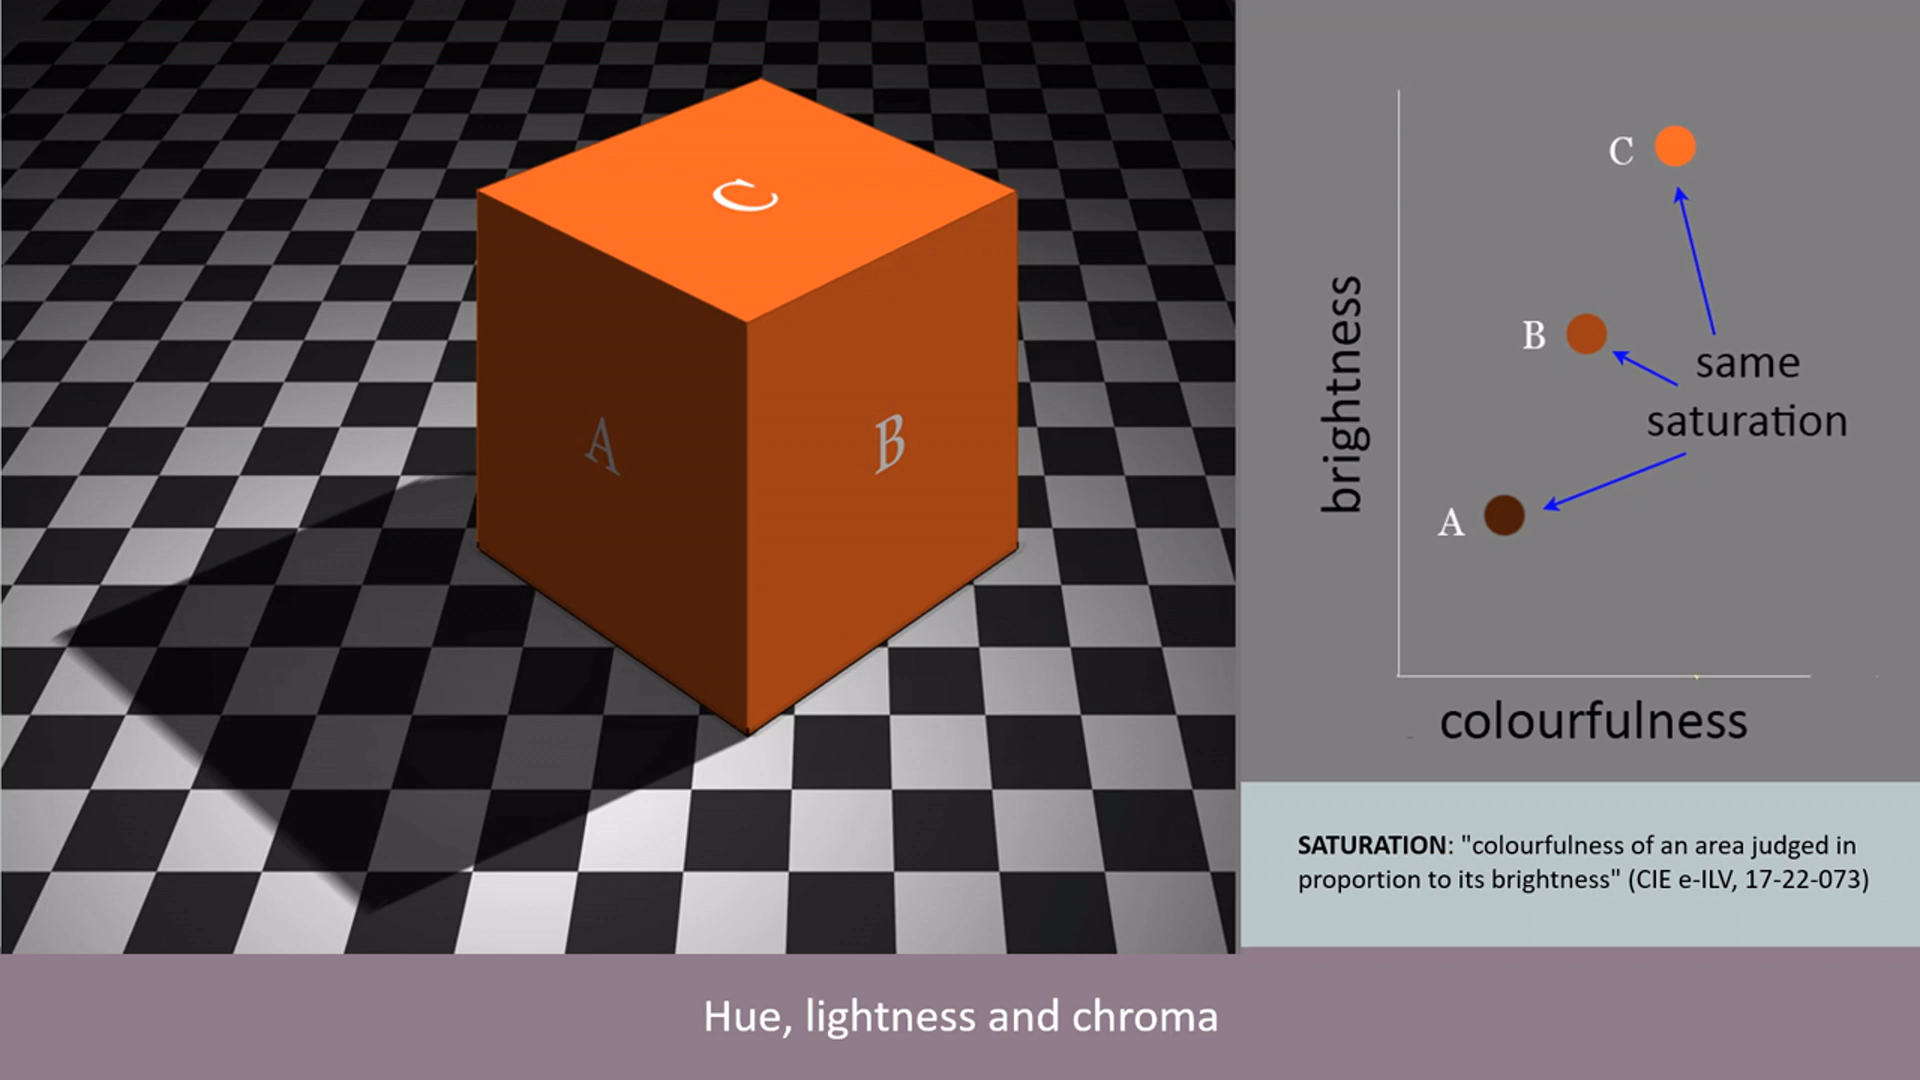 C
A
B
brightness
C
B
A
same
saturation
colourfulness
SATURATION: "colourfulness of an area judged in
proportion to its brightness" (CIE e-ILV, 17-22-073)
Hue, lightness and chroma